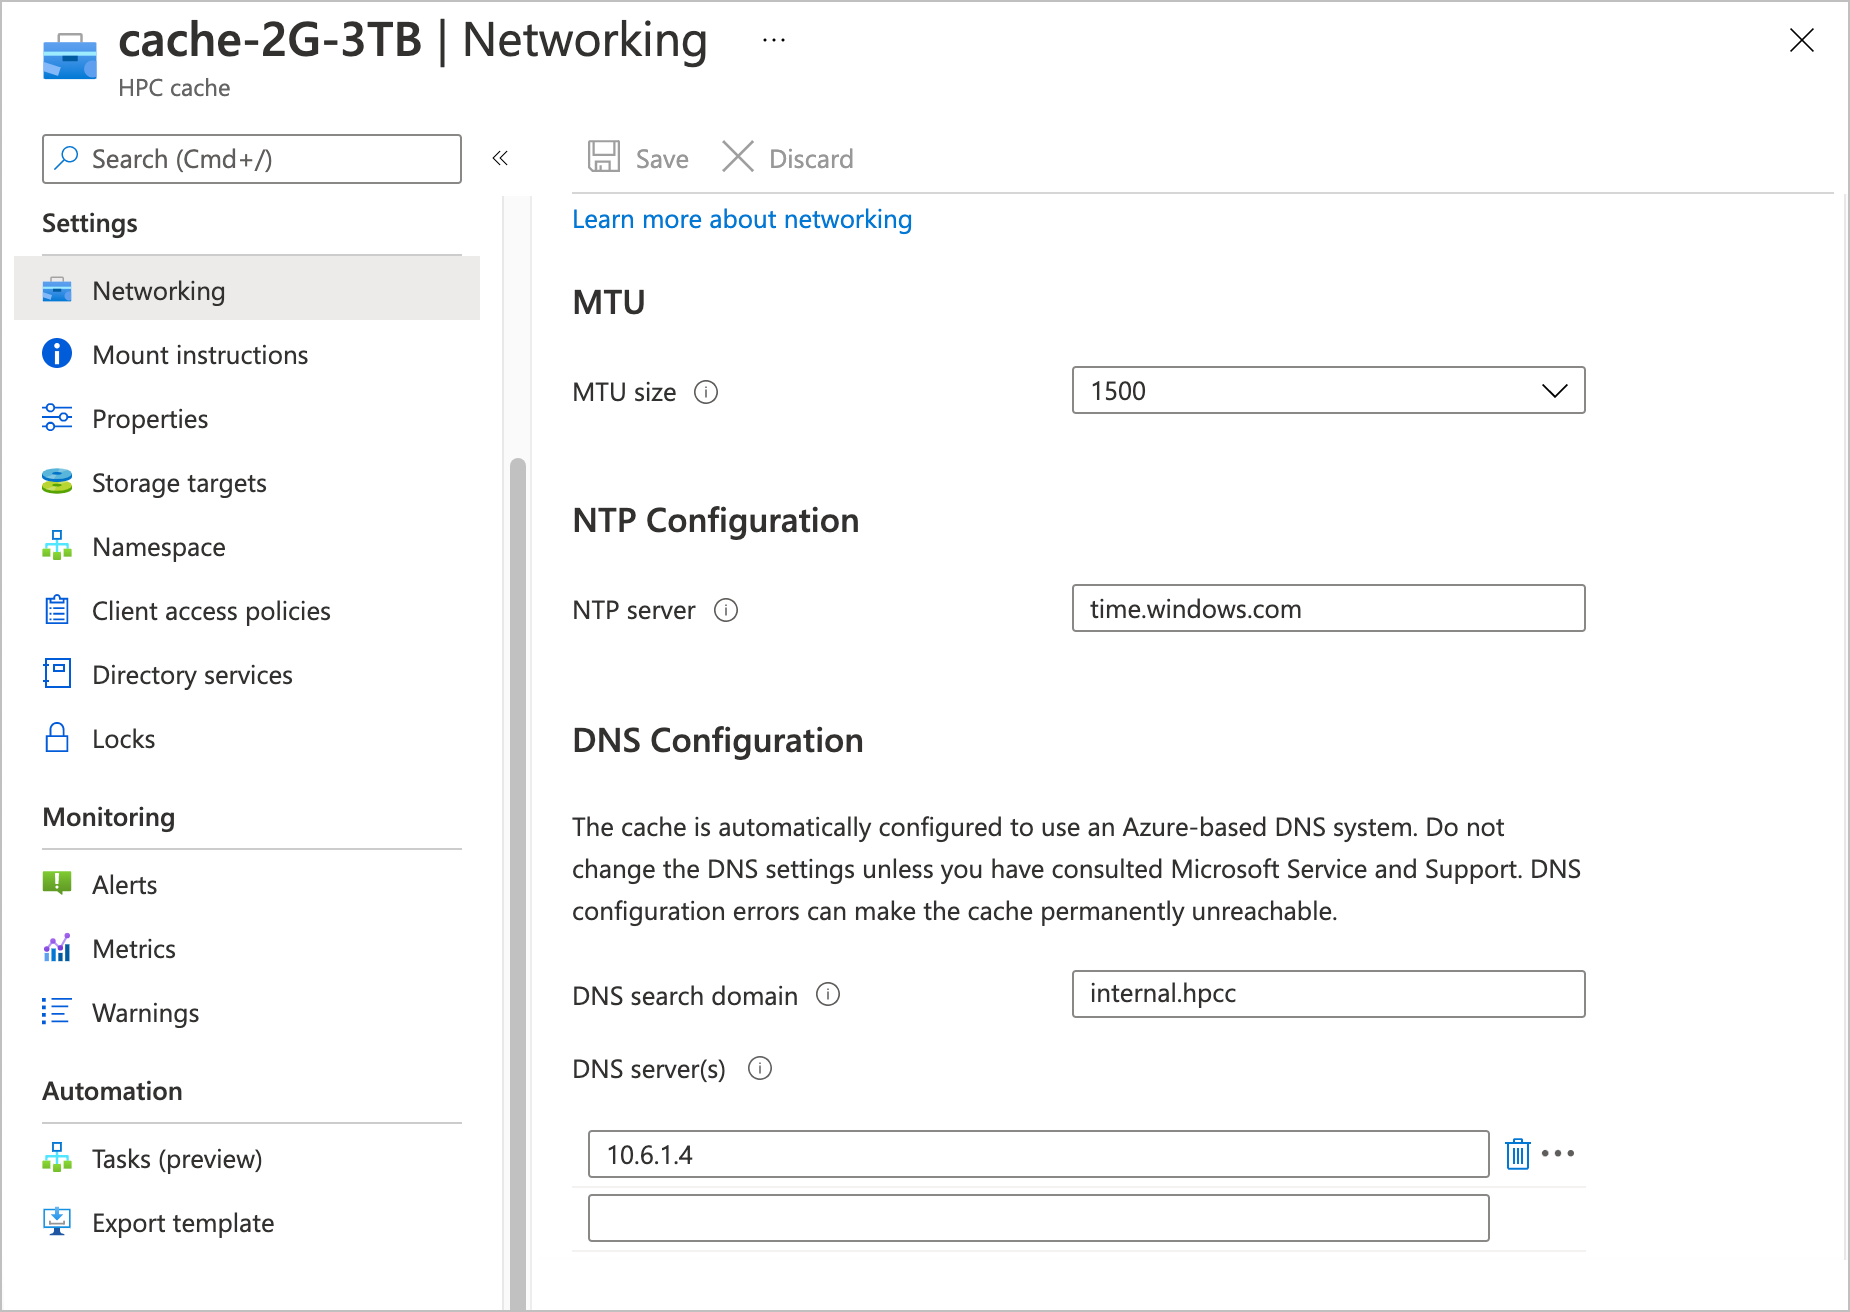 cache-2G-3TB | Networking ...
HPC cache
Search (Cmd+/)
«
Save
Discard
Settings
Networking
Mount instructions
Properties
Storage targets
Namespace
Client access policies
Directory services
Locks
Monitoring
Alerts
Metrics
Warnings
Automation
Tasks (preview)
Export template
Learn more about networking
MTU
MTU size
1500
NTP Configuration
NTP server
time.windows.com
DNS Configuration
The cache is automatically configured to use an Azure-based DNS system. Do not
change the DNS settings unless you have consulted Microsoft Service and Support. DNS
configuration errors can make the cache permanently unreachable.
DNS search domain
internal.hpcc
DNS server(s)
10.6.1.4